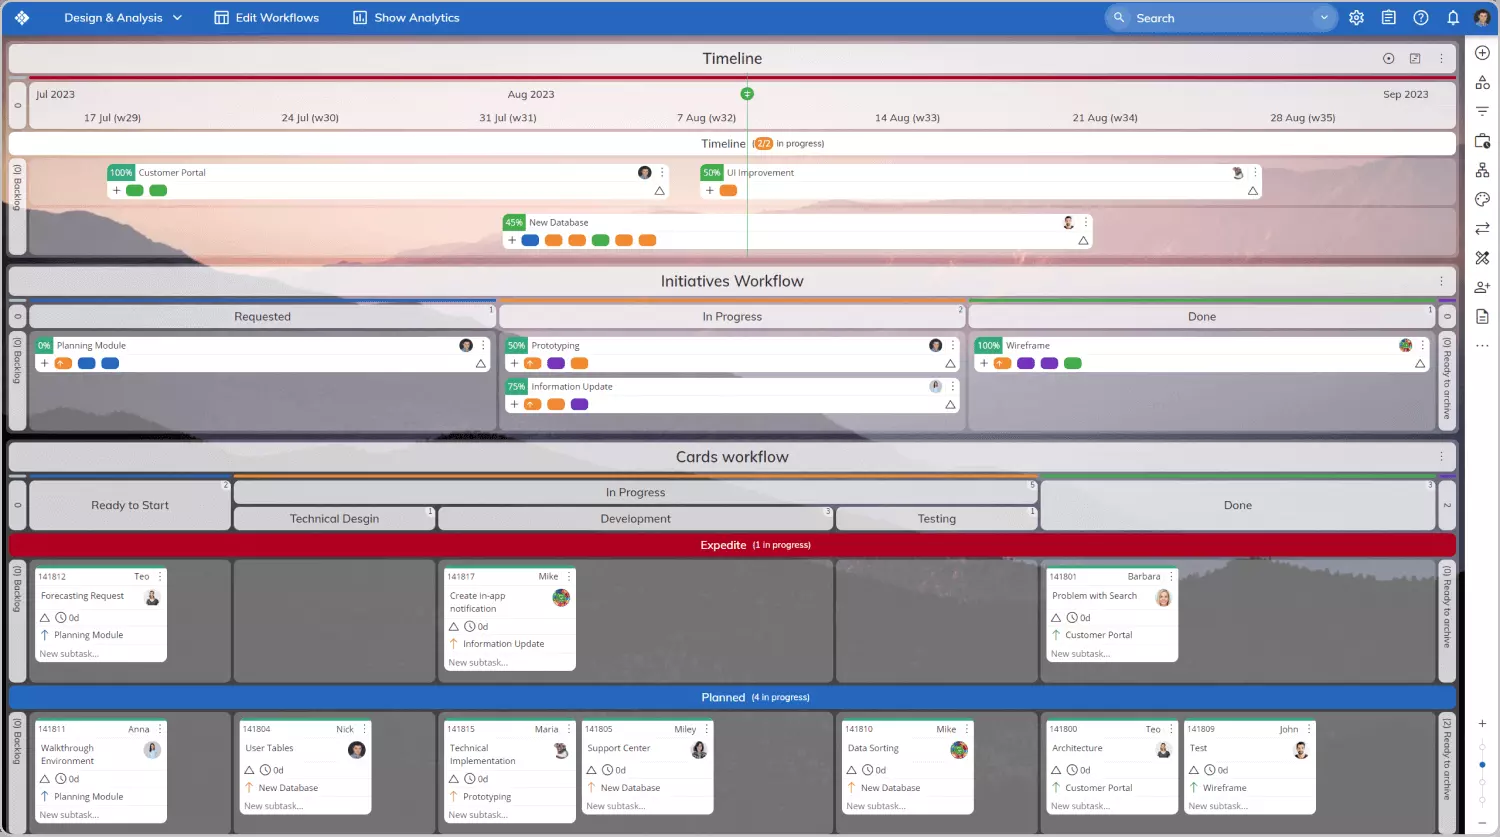 Design & Analysis Edit Workflows Show Analytics Search
Timeline
Jul 2023 Aug 2023 Sep 2023
0
17 Jul (w29) 24 Jul (w30) 31 Jul (w31) 7 Aug (w32) 14 Aug (w33) 21 Aug (w34) 28 Aug (w35)
Timeline (2/2 in progress)
(0) Backlog
100% Customer Portal
50% UI Improvement
45% New Database
Initiatives Workflow
0 Requested 1 In Progress 2 Done 1 0
(0) Backlog
0% Planning Module
50% Prototyping
100% Wireframe
75% Information Update
(0) Ready to archive
Cards workflow
0 Ready to Start 2 In Progress 5 Done 3 2
Technical Desgin 1 Development 3 Testing 1
Expedite (1 in progress)
(0) Backlog
141812 Teo
Forecasting Request
0d
Planning Module
New subtask...
141817 Mike
Create in-app
notification
0d
Information Update
New subtask...
141801 Barbara
Problem with Search
0d
Customer Portal
New subtask...
(0) Ready to archive
Planned (4 in progress)
(0) Backlog
141811 Anna
Walkthrough
Environment
0d
Planning Module
New subtask...
141804 Nick
User Tables
0d
New Database
New subtask...
141815 Maria
Technical
Implementation
0d
Prototyping
New subtask...
141805 Miley
Support Center
0d
New Database
New subtask...
141810 Mike
Data Sorting
0d
New Database
New subtask...
141800 Teo
Architecture
0d
Customer Portal
New subtask...
141809 John
Test
0d
Wireframe
New subtask...
(2) Ready to archive